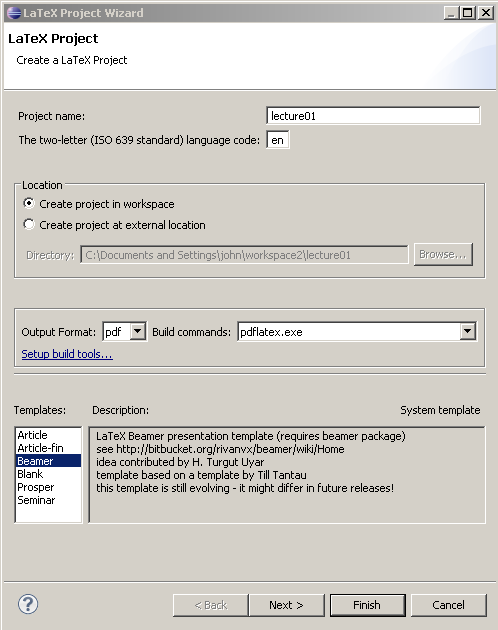 LaTeX Project Wizard
LaTeX Project
Create a LaTeX Project
Project name: lecture01
The two-letter (ISO 639 standard) language code: en
Location
Create project in workspace
Create project at external location
Directory: C:\Documents and Settings\john\workspace2\lecture01 Browse...
Output Format: pdf Build commands: pdflatex.exe
Setup build tools...
Templates: Description: System template
Article
Article-fin
Beamer
Blank
Prosper
Seminar
LaTeX Beamer presentation template (requires beamer package)
see http://bitbucket.org/rivanvx/beamer/wiki/Home
idea contributed by H. Turgut Uyar
template based on a template by Till Tantau
this template is still evolving - it might differ in future releases!
? < Back Next > Finish Cancel